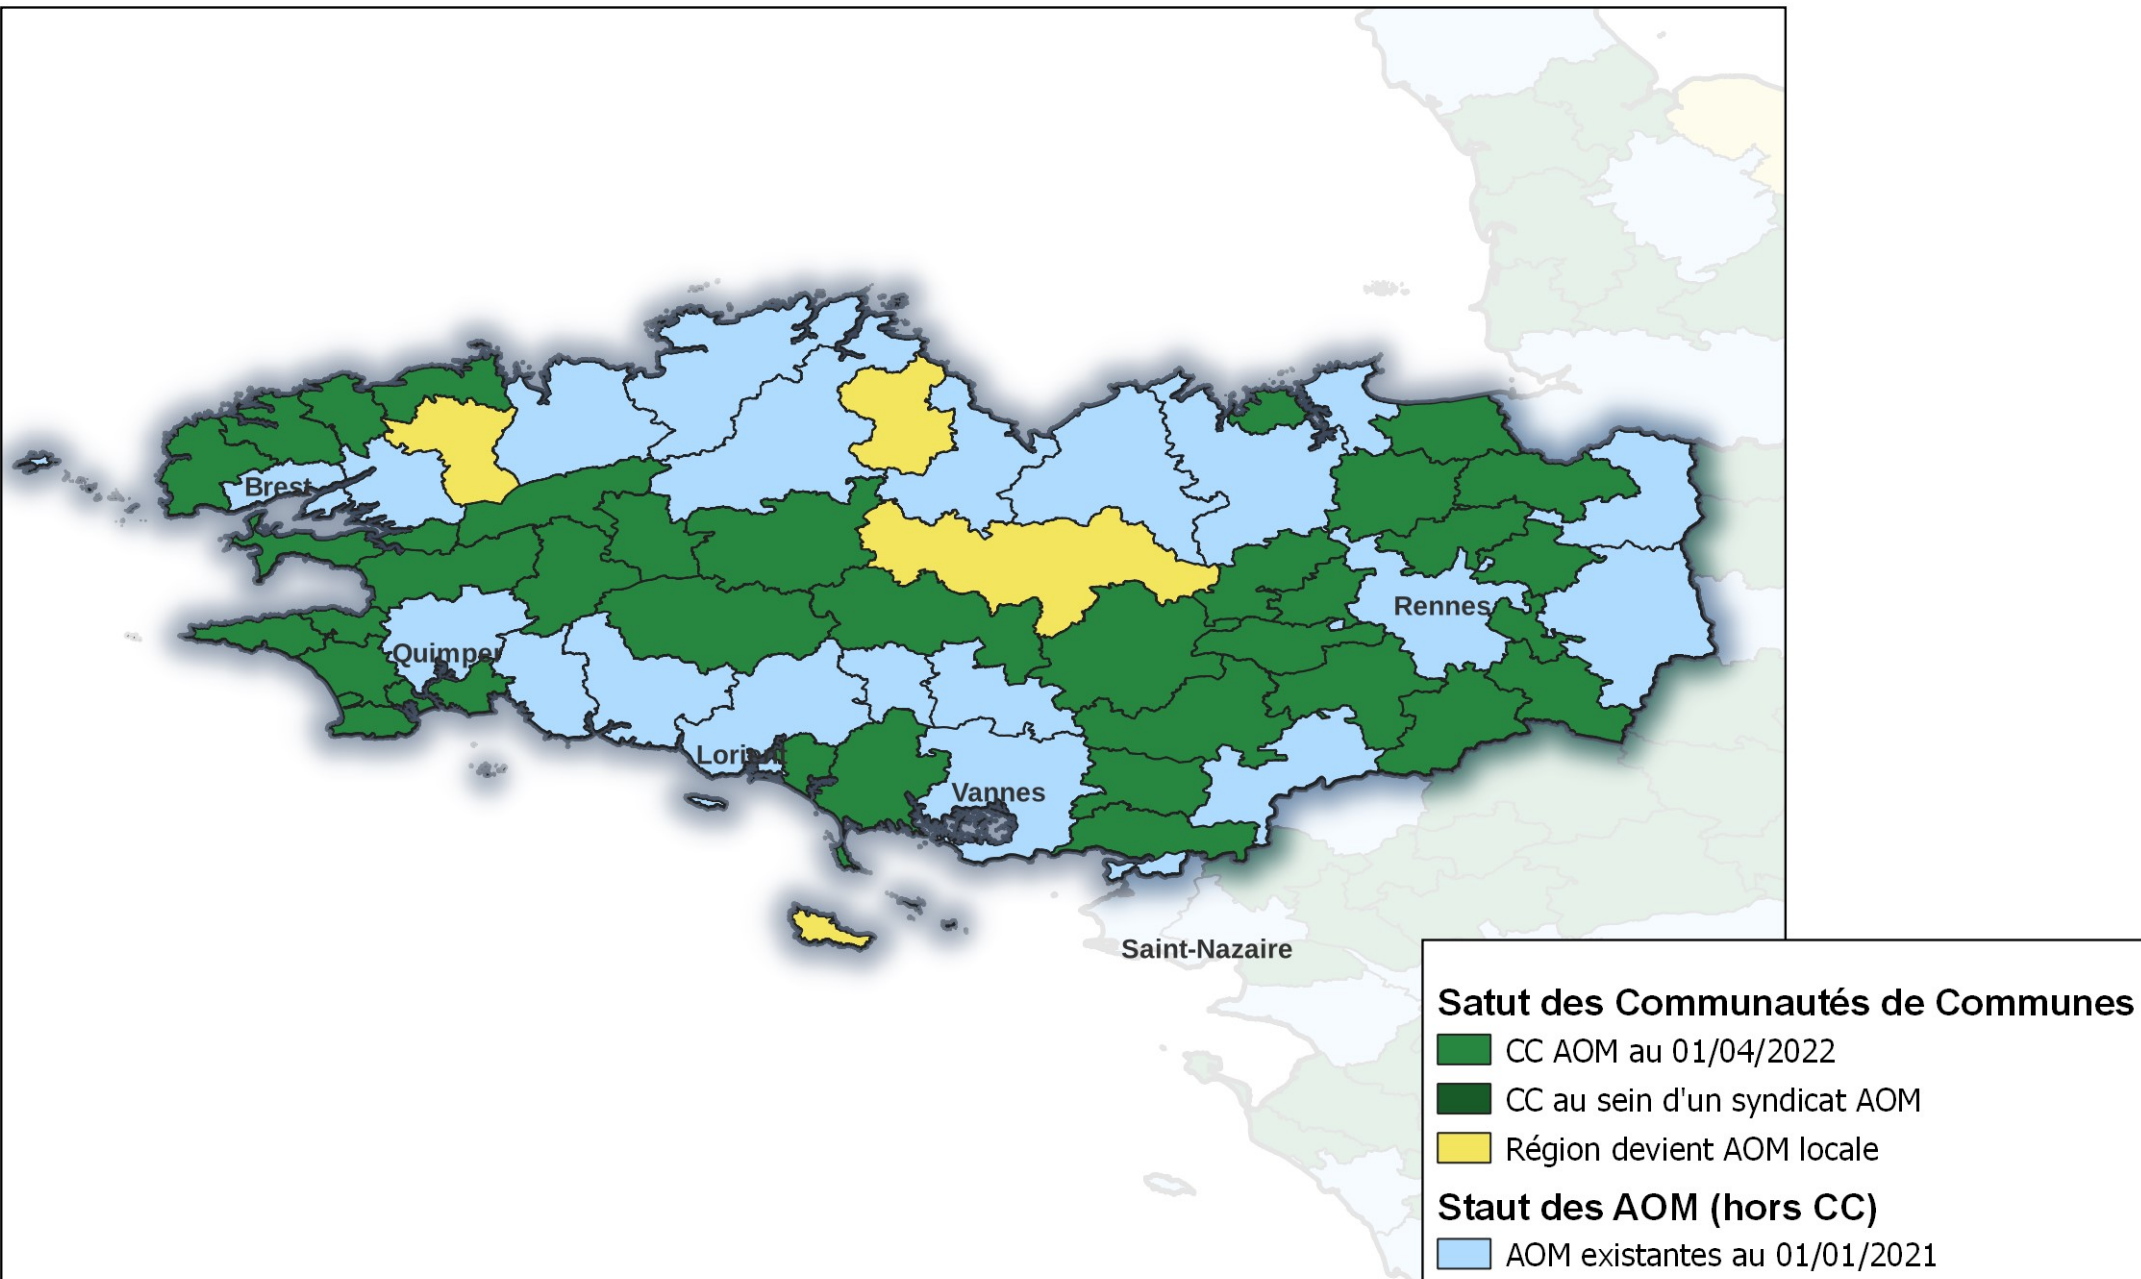 Brest
Rennes
Quimper
Lorient
Vannes
Saint-Nazaire
Satut des Communautés de Communes
CC AOM au 01/04/2022
CC au sein d'un syndicat AOM
Région devient AOM locale
Staut des AOM (hors CC)
AOM existantes au 01/01/2021